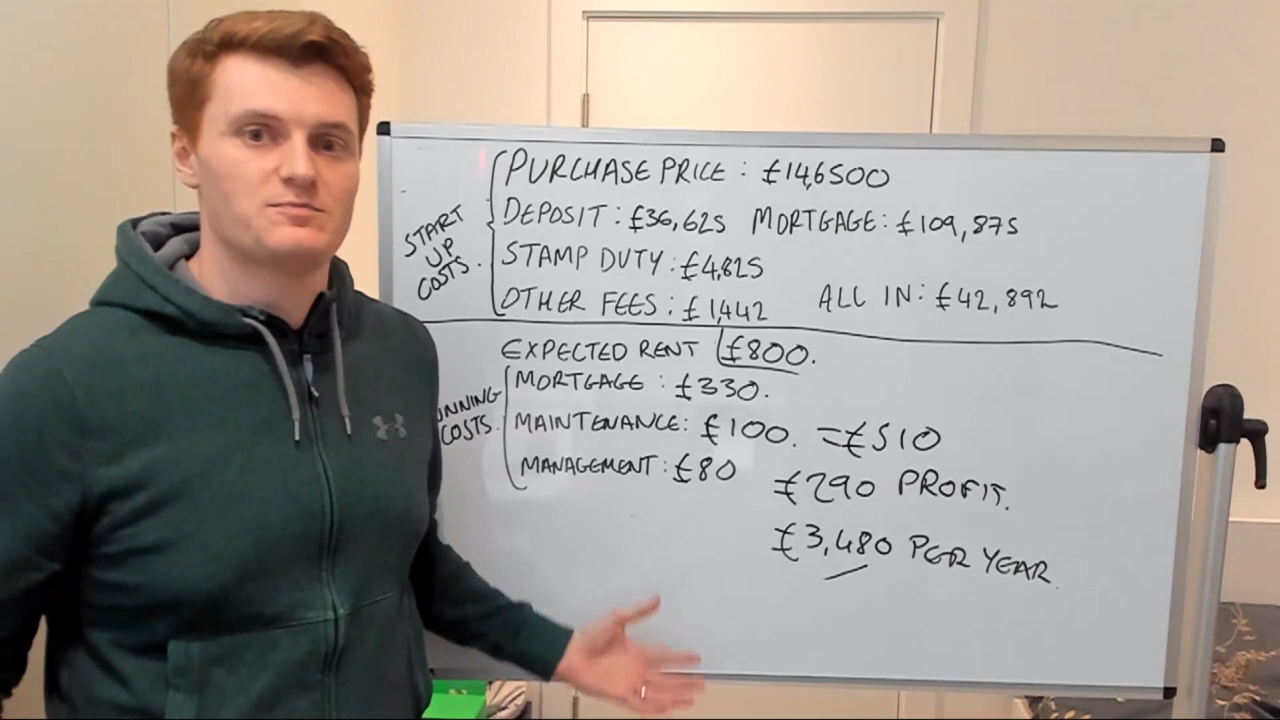 START UP COSTS.
PURCHASE PRICE : £146500
DEPOSIT : £36,625 MORTGAGE : £109,875
STAMP DUTY : £4,825
OTHER FEES : £1,442 ALL IN : £42,892
EXPECTED RENT £800.
UNNING COSTS.
MORTGAGE : £330.
MAINTENANCE: £100. = £510
MANAGEMENT : £80
£290 PROFIT.
£3,480 PER YEAR.